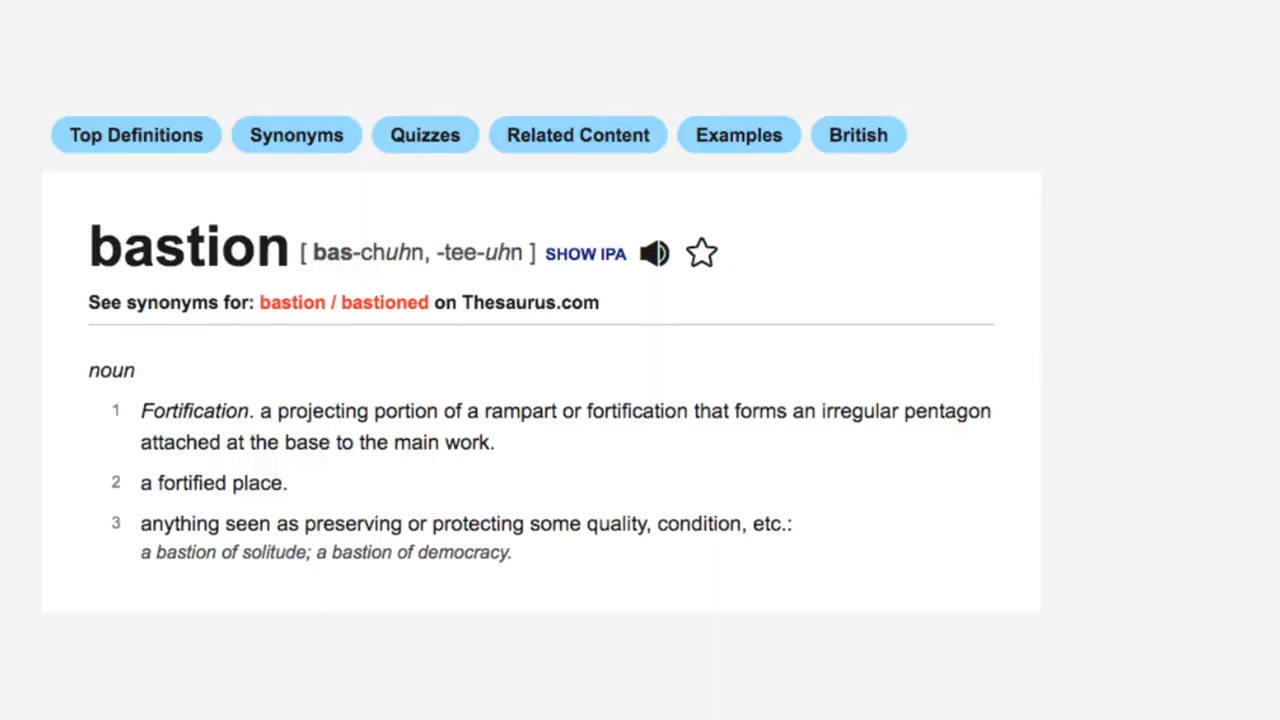 Top Definitions Synonyms Quizzes Related Content Examples British
bastion [ bas-chuhn, -tee-uhn ] SHOW IPA
See synonyms for: bastion / bastioned on Thesaurus.com
noun
1 Fortification. a projecting portion of a rampart or fortification that forms an irregular pentagon
attached at the base to the main work.
2 a fortified place.
3 anything seen as preserving or protecting some quality, condition, etc.:
a bastion of solitude; a bastion of democracy.